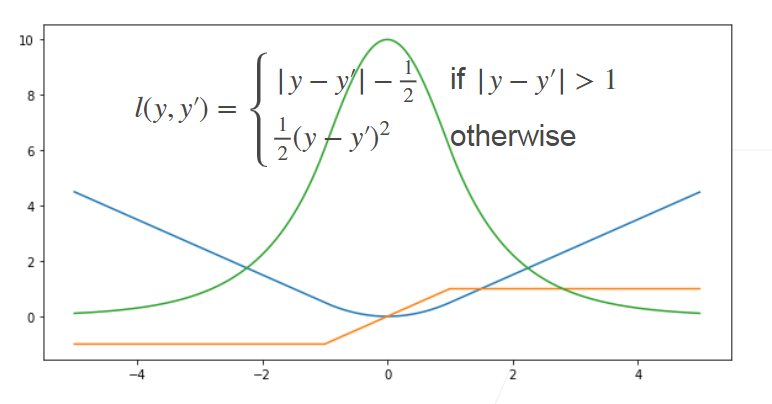 10
8
6
4
2
0
−4 −2 0 2 4
l(y, y′) = { |y − y′| − 1/2 if |y − y′| > 1
1/2(y − y′)² otherwise